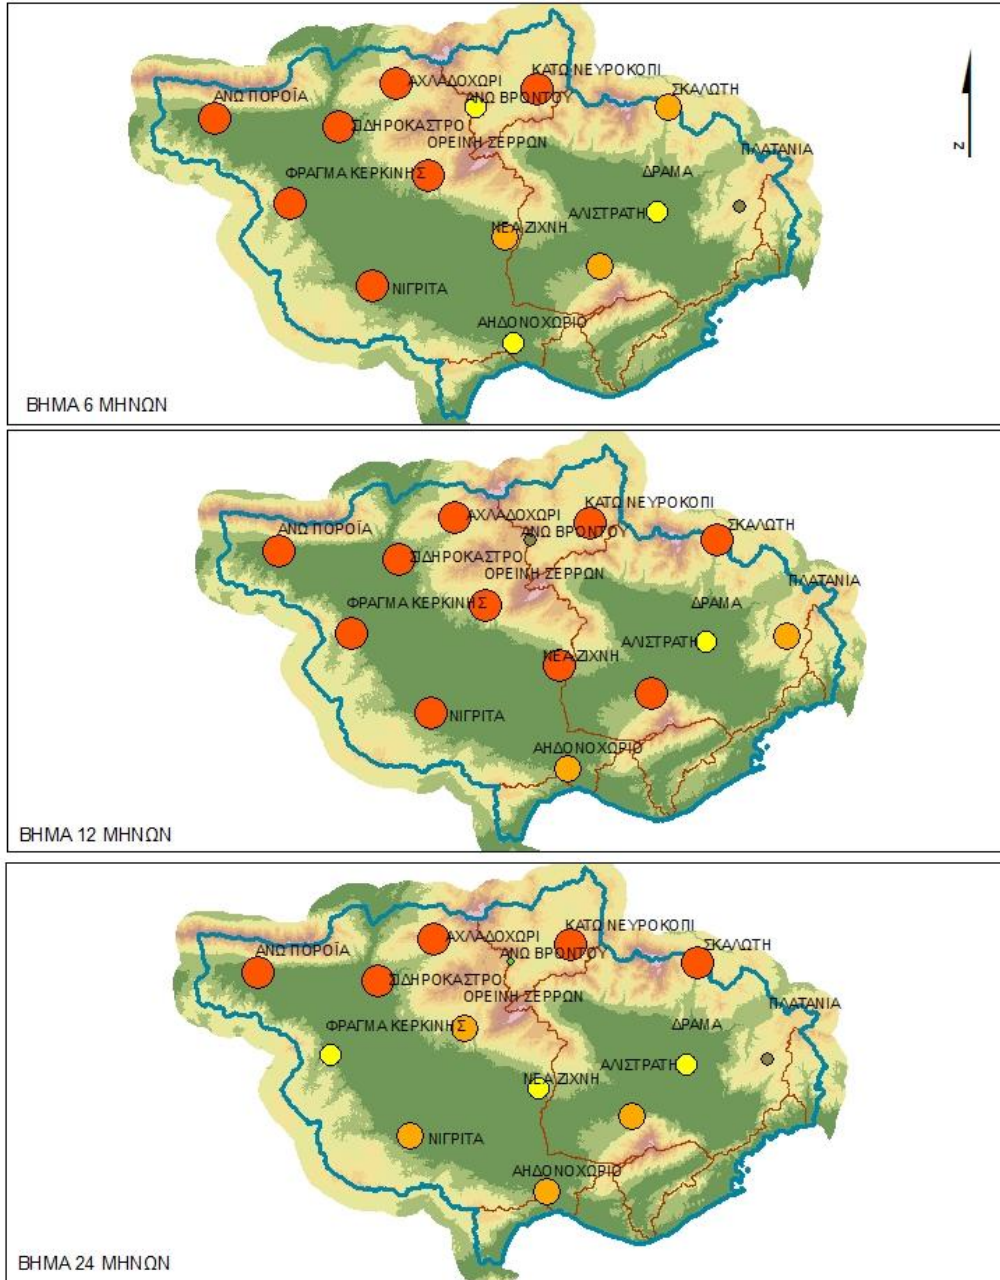 ΑΧΛΑΔΟΧΩΡΙ
ΚΑΤΩ ΝΕΥΡΟΚΟΠΙ
ΑΝΩ ΠΟΡΟΪΑ
ΑΝΩ ΒΡΟΝΤΟΥ
ΣΚΑΛΩΤΗ
ΣΙΔΗΡΟΚΑΣΤΡΟ
ΟΡΕΙΝΗ ΣΕΡΡΩΝ
ΠΛΑΤΑΝΙΑ
ΦΡΑΓΜΑ ΚΕΡΚΙΝΗΣ
ΔΡΑΜΑ
ΑΛΙΣΤΡΑΤΗ
ΝΕΑ ΖΙΧΝΗ
ΝΙΓΡΙΤΑ
ΑΗΔΟΝΟΧΩΡΙΟ
ΒΗΜΑ 6 ΜΗΝΩΝ
N
ΚΑΤΩ ΝΕΥΡΟΚΟΠΙ
ΑΧΛΑΔΟΧΩΡΙ
ΑΝΩ ΠΟΡΟΪΑ
ΑΝΩ ΒΡΟΝΤΟΥ
ΣΚΑΛΩΤΗ
ΣΙΔΗΡΟΚΑΣΤΡΟ
ΟΡΕΙΝΗ ΣΕΡΡΩΝ
ΠΛΑΤΑΝΙΑ
ΦΡΑΓΜΑ ΚΕΡΚΙΝΗΣ
ΔΡΑΜΑ
ΑΛΙΣΤΡΑΤΗ
ΝΕΑ ΖΙΧΝΗ
ΝΙΓΡΙΤΑ
ΑΗΔΟΝΟΧΩΡΙΟ
ΒΗΜΑ 12 ΜΗΝΩΝ
ΚΑΤΩ ΝΕΥΡΟΚΟΠΙ
ΑΧΛΑΔΟΧΩΡΙ
ΑΝΩ ΠΟΡΟΪΑ
ΑΝΩ ΒΡΟΝΤΟΥ
ΣΚΑΛΩΤΗ
ΣΙΔΗΡΟΚΑΣΤΡΟ
ΟΡΕΙΝΗ ΣΕΡΡΩΝ
ΠΛΑΤΑΝΙΑ
ΦΡΑΓΜΑ ΚΕΡΚΙΝΗΣ
ΔΡΑΜΑ
ΑΛΙΣΤΡΑΤΗ
ΝΕΑ ΖΙΧΝΗ
ΝΙΓΡΙΤΑ
ΑΗΔΟΝΟΧΩΡΙΟ
ΒΗΜΑ 24 ΜΗΝΩΝ